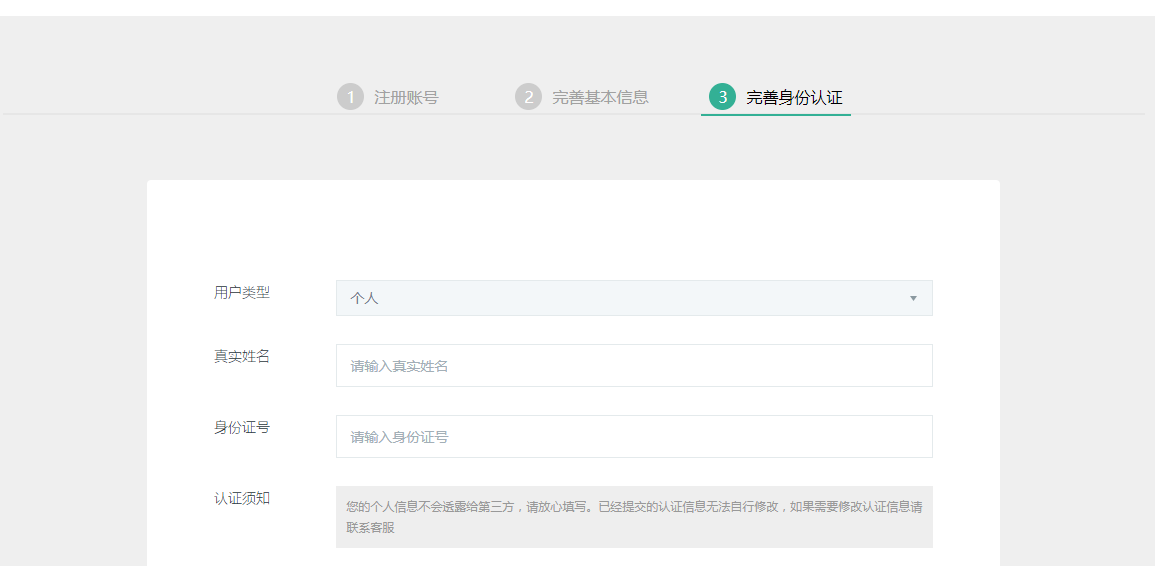 1 注册账号 2 完善基本信息 3 完善身份认证
用户类型 个人
真实姓名 请输入真实姓名
身份证号 请输入身份证号
认证须知 您的个人信息不会透露给第三方，请放心填写。已经提交的认证信息无法自行修改，如果需要修改认证信息请
联系客服